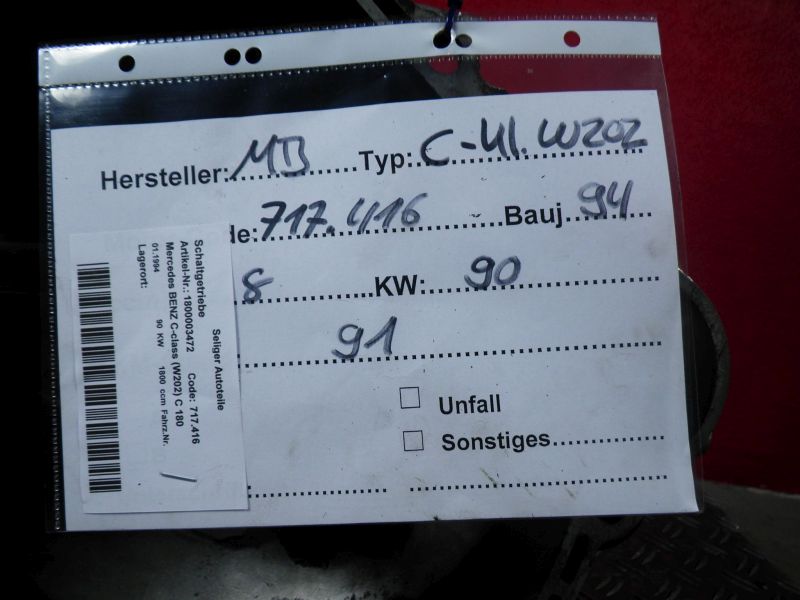 Hersteller: MB Typ: C-Kl. W202
de: 717.416 Bauj. 94
8 KW: 90
91
Unfall
Sonstiges
Seliger Autoteile
Schaltgetriebe
Artikel-Nr.: 1800003472 Code: 717.416
Mercedes BENZ C-class (W202) C 180
01.1994 90 KW 1800 ccm Fahrz.Nr.
Lagerort: /